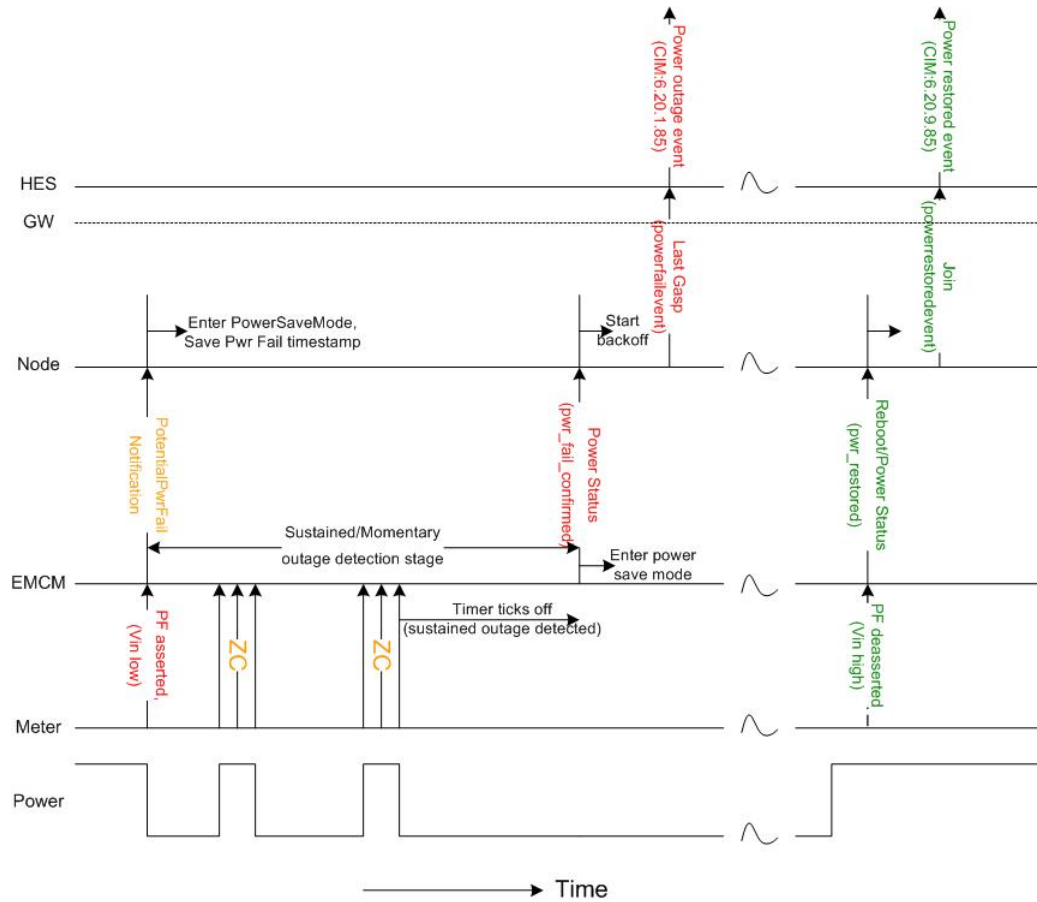 Power outage event
(CIM:6.20.1.85)
Power restored event
(CIM:6.20.9.85)
HES
GW
Last Gasp
(powerfailevent)
Join
(powerrestoredevent)
Enter PowerSaveMode,
Save Pwr Fail timestamp
Start
backoff
Node
PotentialPwrFail
Notification
Power Status
(pwr_fail_confirmed)
Reboot/Power Status
(pwr_restored)
Sustained/Momentary
outage detection stage
Enter power
save mode
EMCM
PF asserted,
(Vin low)
ZC
ZC
Timer ticks off
(sustained outage detected)
PF deasserted,
(Vin high)
Meter
Power
Time